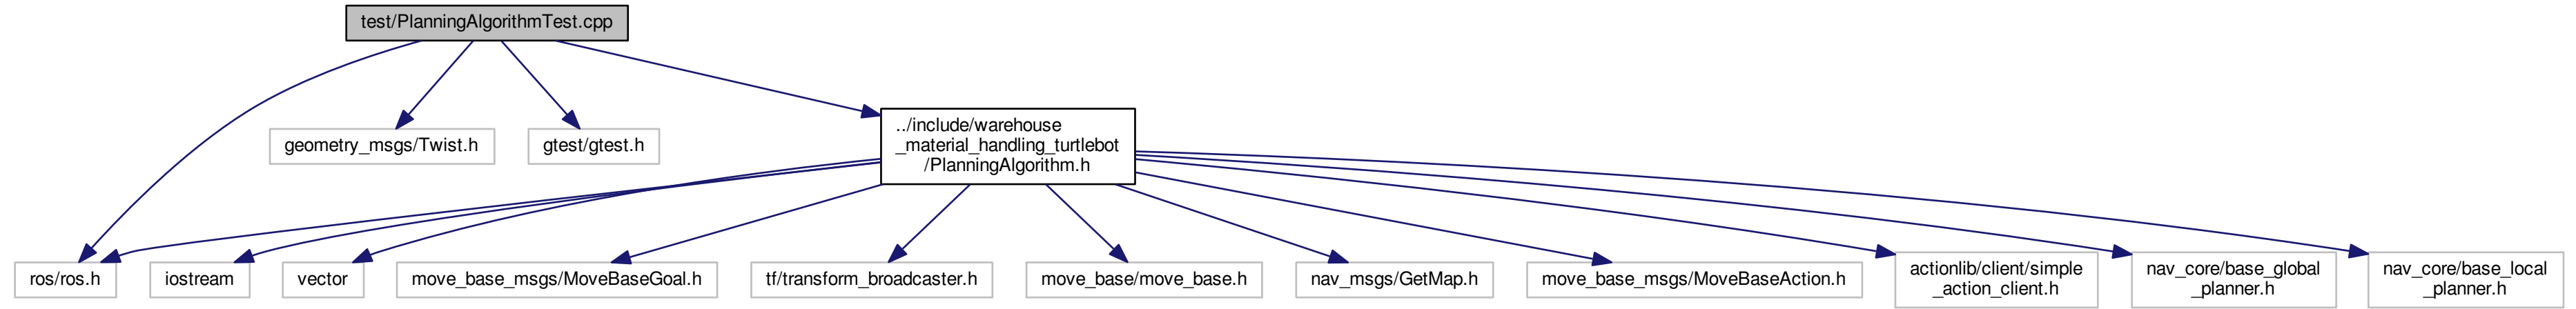 test/PlanningAlgorithmTest.cpp
../include/warehouse
_material_handling_turtlebot
/PlanningAlgorithm.h
geometry_msgs/Twist.h
gtest/gtest.h
ros/ros.h
iostream
vector
move_base_msgs/MoveBaseGoal.h
tf/transform_broadcaster.h
move_base/move_base.h
nav_msgs/GetMap.h
move_base_msgs/MoveBaseAction.h
actionlib/client/simple
_action_client.h
nav_core/base_global
_planner.h
nav_core/base_local
_planner.h